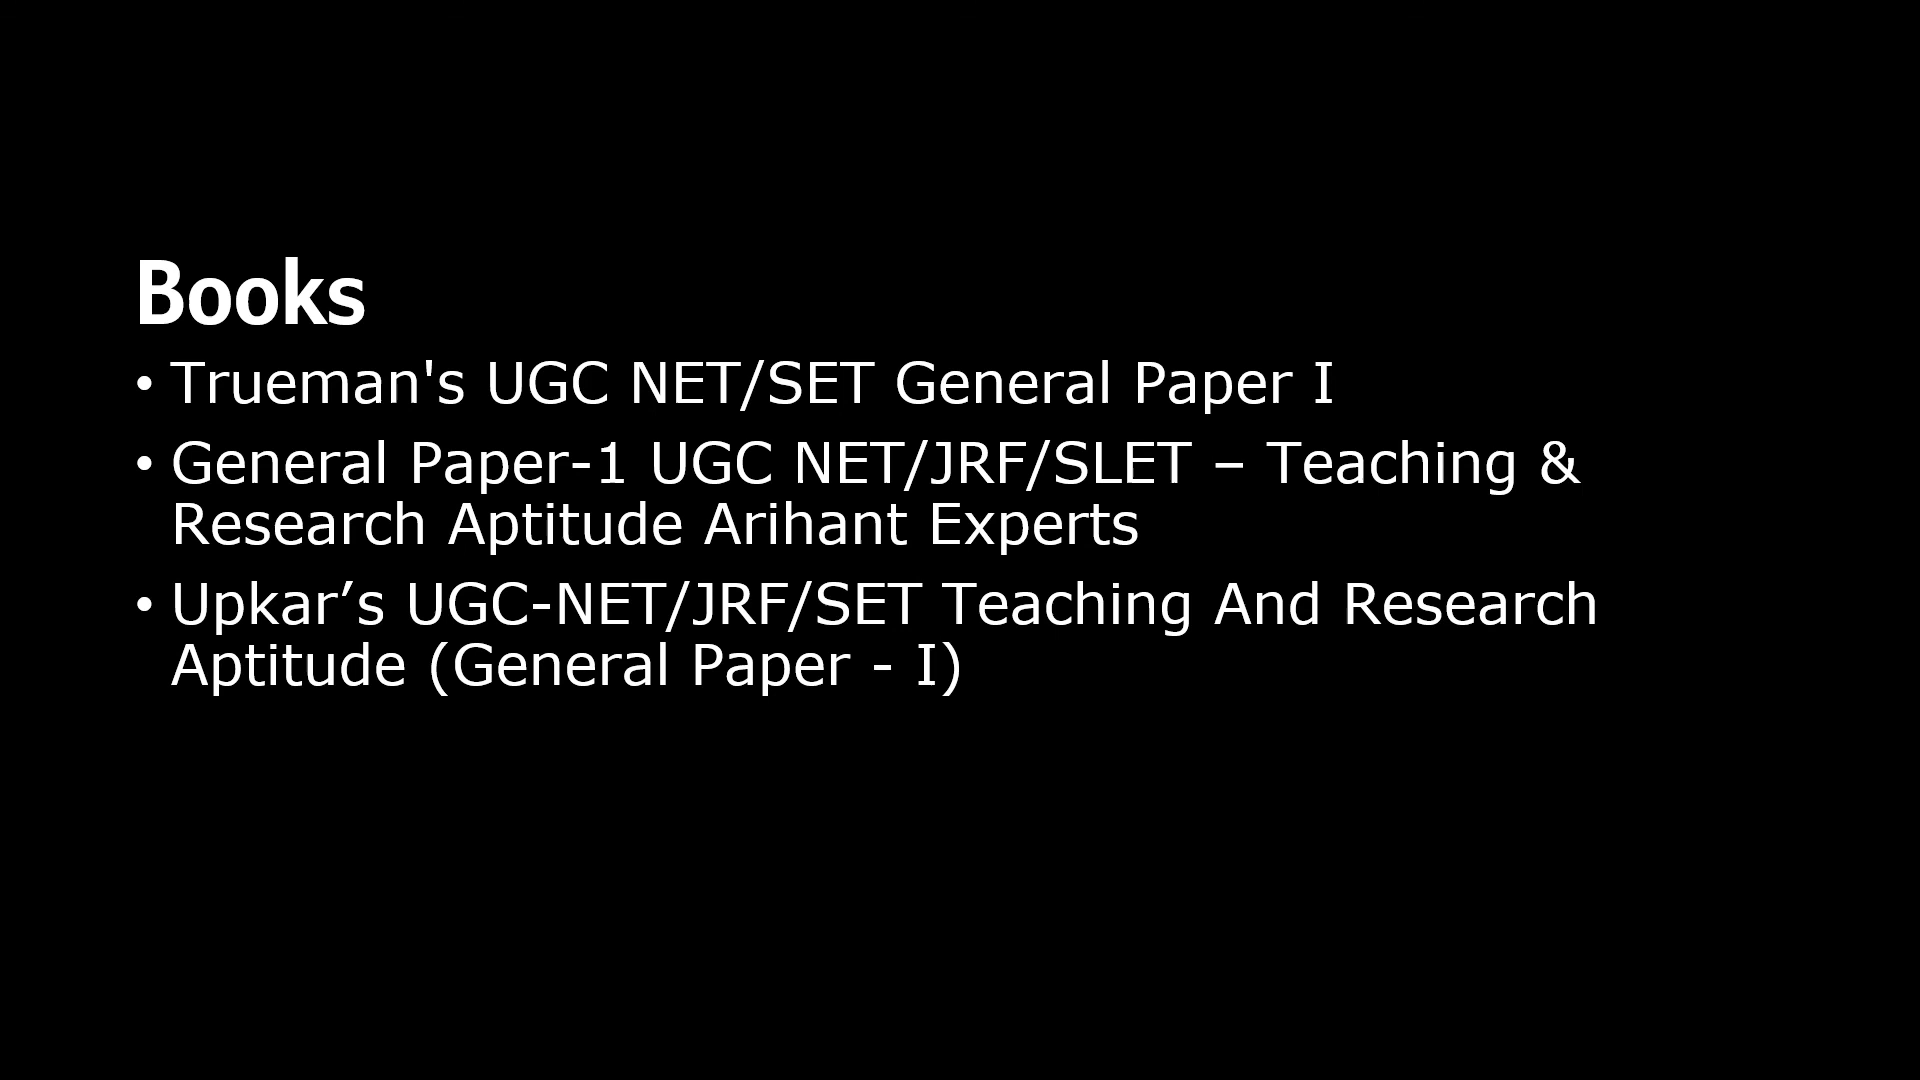 Books
• Trueman's UGC NET/SET General Paper I
• General Paper-1 UGC NET/JRF/SLET – Teaching &
Research Aptitude Arihant Experts
• Upkar’s UGC-NET/JRF/SET Teaching And Research
Aptitude (General Paper - I)